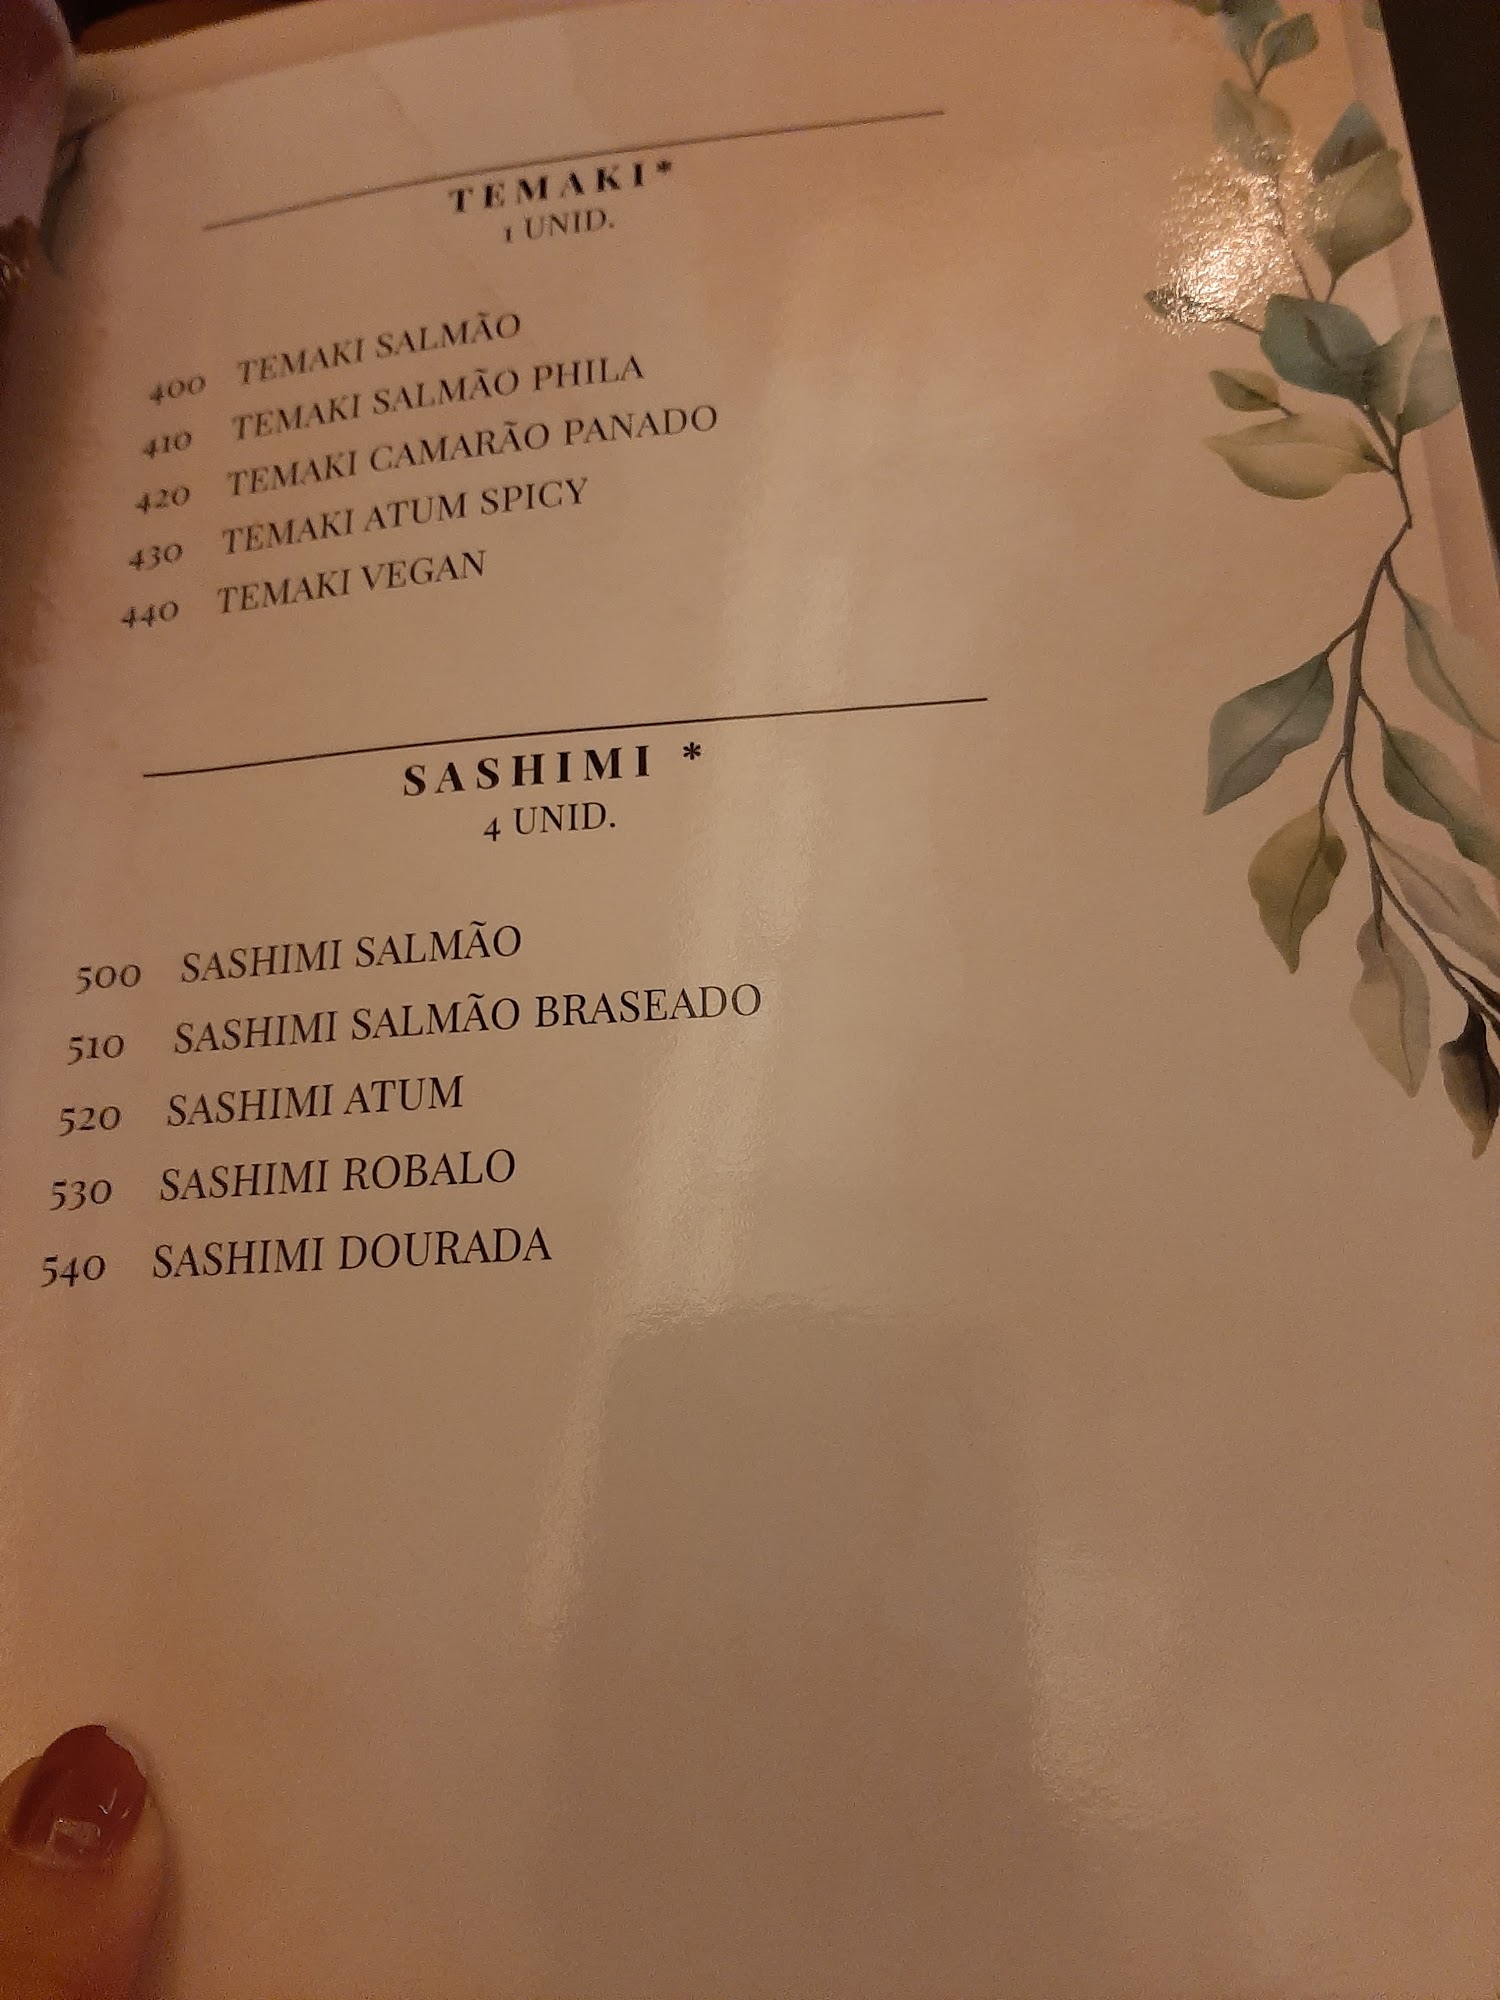 TEMAKI*
1 UNID.
400 TEMAKI SALMÃO
410 TEMAKI SALMÃO PHILA
420 TEMAKI CAMARÃO PANADO
430 TEMAKI ATUM SPICY
440 TEMAKI VEGAN
SASHIMI *
4 UNID.
500 SASHIMI SALMÃO
510 SASHIMI SALMÃO BRASEADO
520 SASHIMI ATUM
530 SASHIMI ROBALO
540 SASHIMI DOURADA